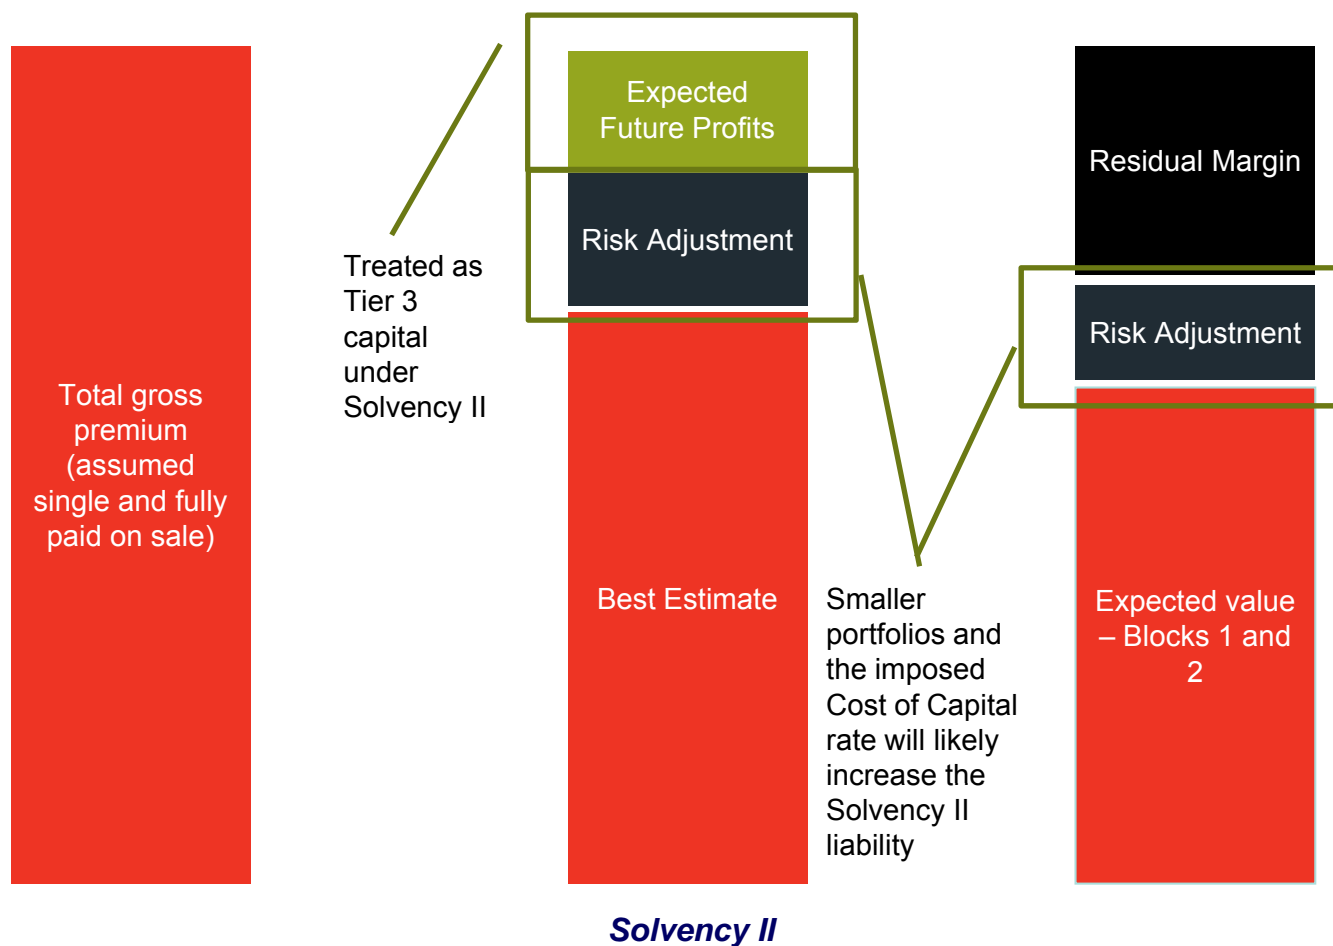 Total gross
premium
(assumed
single and fully
paid on sale)
Treated as
Tier 3
capital
under
Solvency II
Expected
Future Profits
Risk Adjustment
Best Estimate
Smaller
portfolios and
the imposed
Cost of Capital
rate will likely
increase the
Solvency II
liability
Residual Margin
Risk Adjustment
Expected value
– Blocks 1 and
2
Solvency II